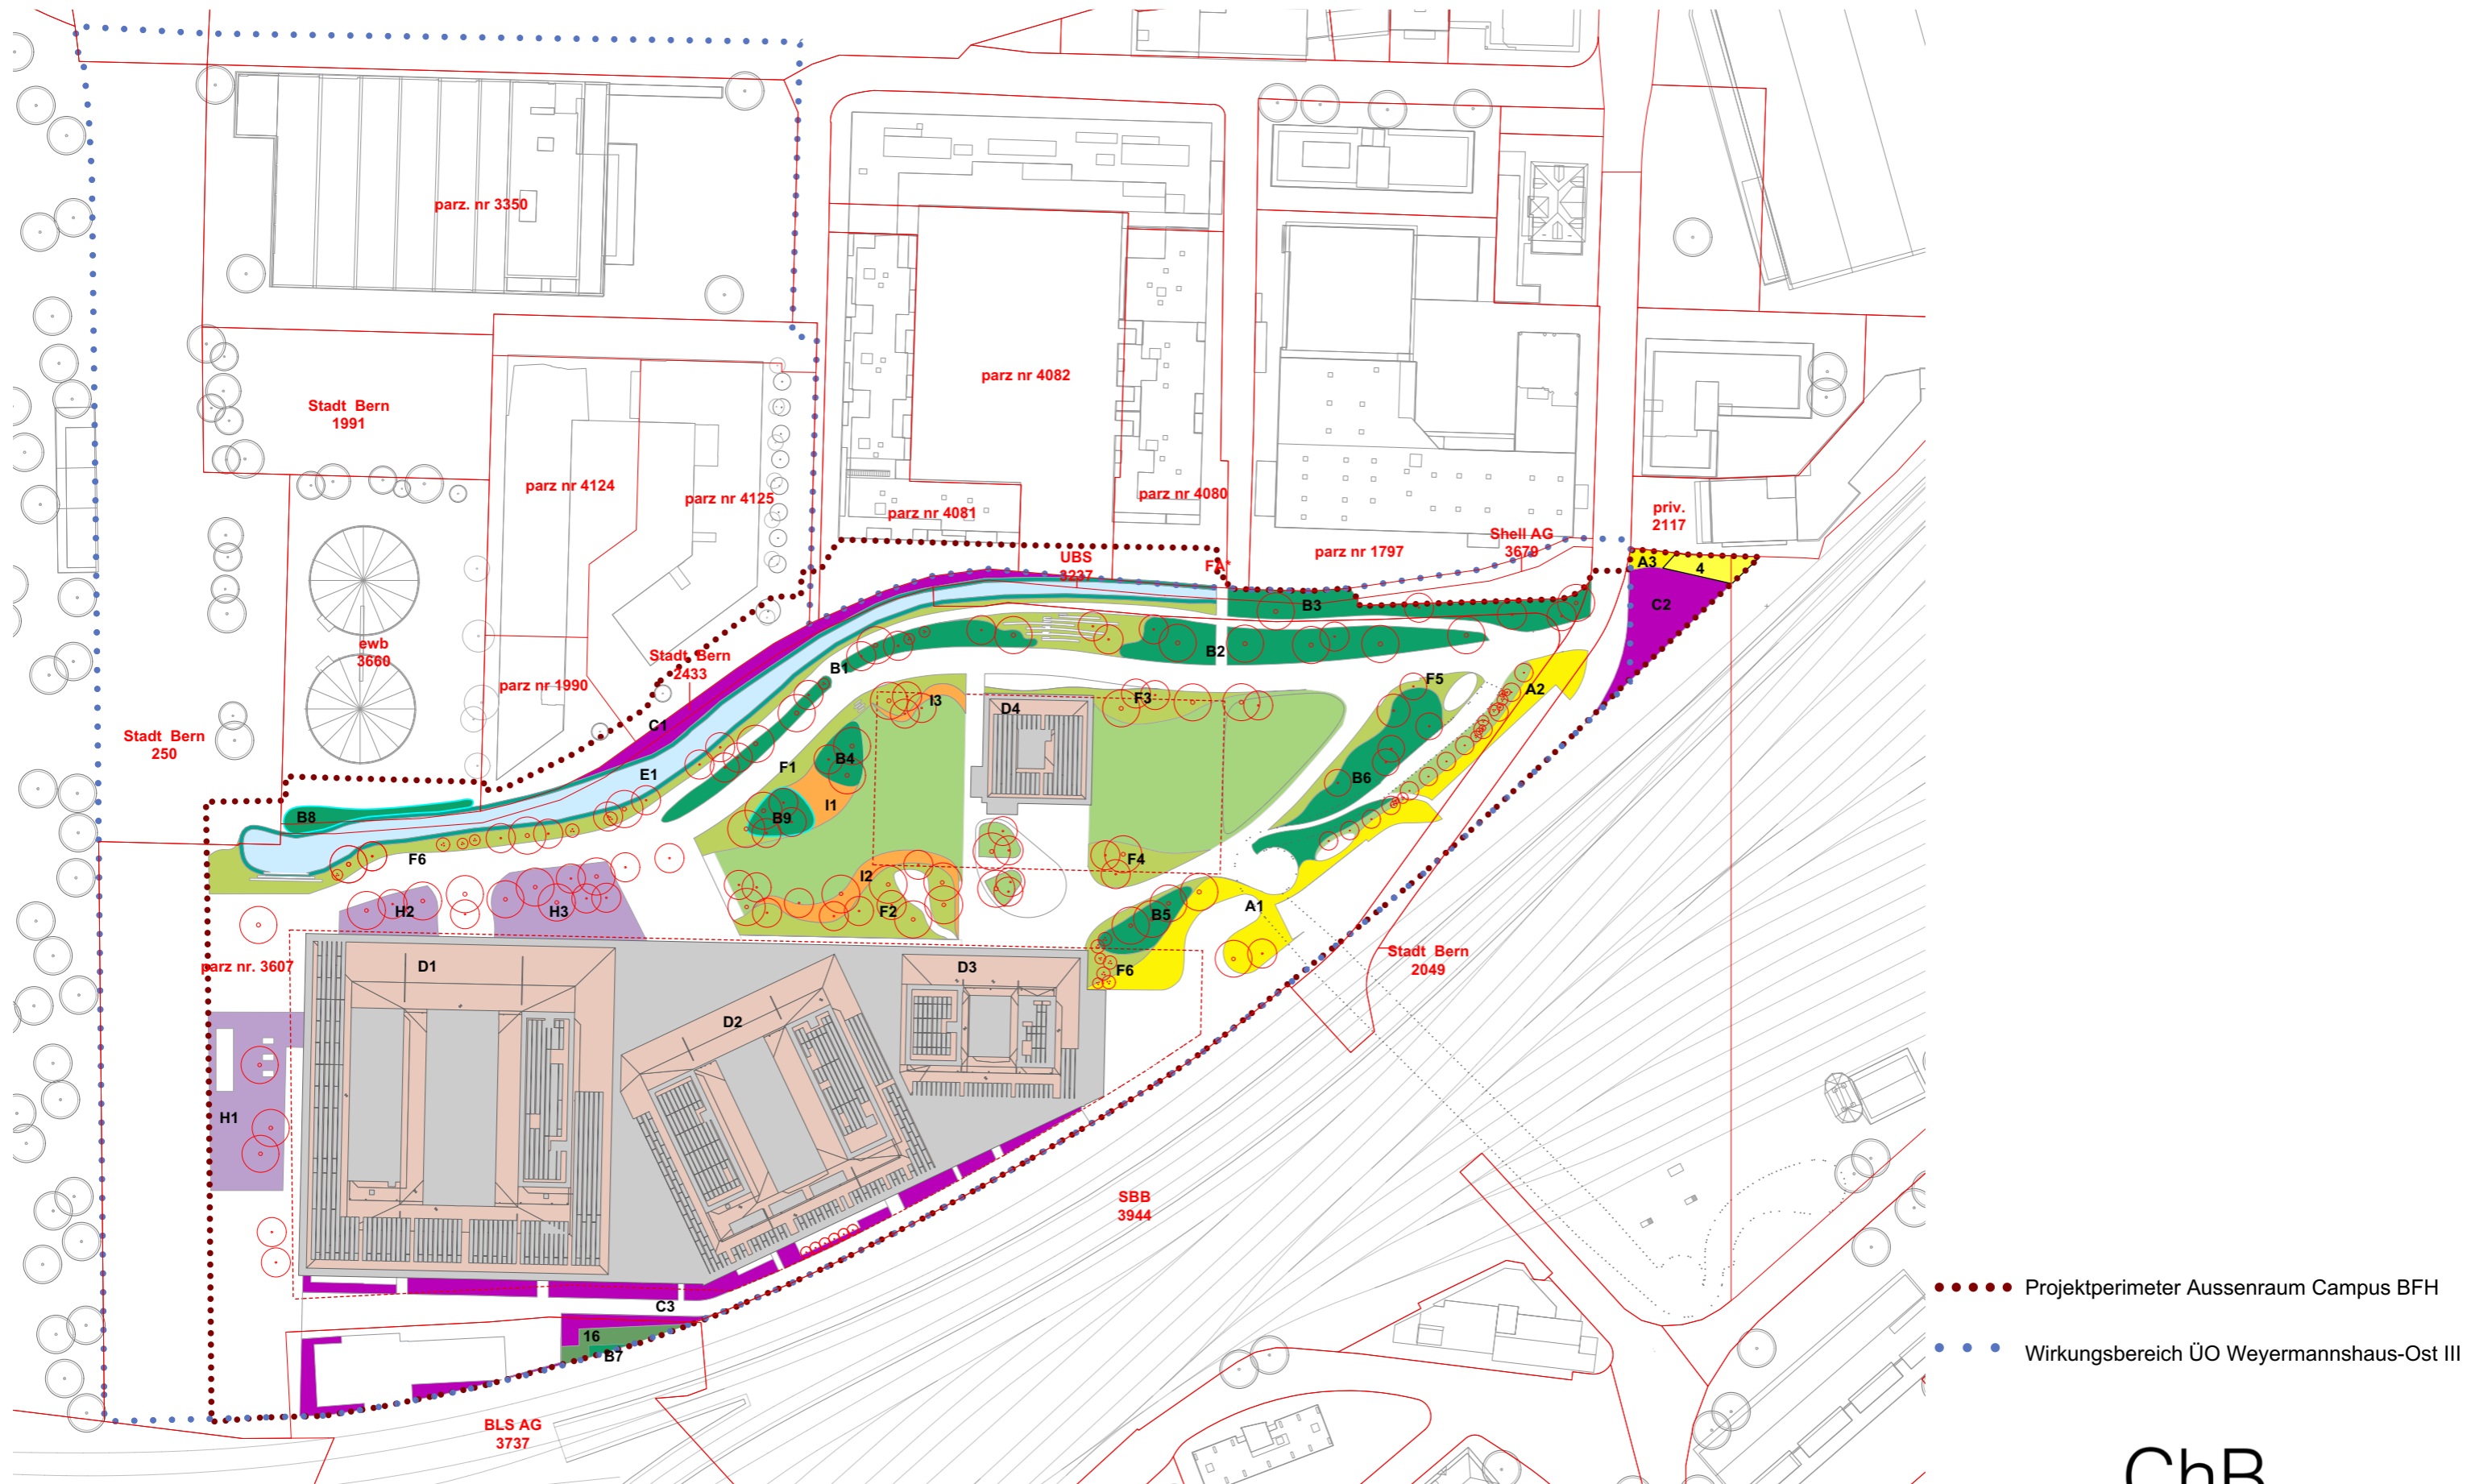 parz. nr 3350
Stadt Bern
1991
parz nr 4082
parz nr 4124
parz nr 4125
parz nr 4081
parz nr 4080
priv.
2117
Shell AG
3679
parz nr 1797
UBS
3237
FA*
A3
4
C2
B3
ewb
3660
Stadt Bern
2433
parz nr 1990
B1
B2
F5
A2
I3
D4
F3
Stadt Bern
250
C1
E1
F1
B4
B6
I1
B8
B9
F6
F4
I2
H2
H3
F2
B5
A1
parz nr. 3607
D1
D3
F6
Stadt Bern
2049
D2
H1
SBB
3944
C3
16
B7
BLS AG
3737
Projektperimeter Aussenraum Campus BFH
Wirkungsbereich ÜO Weyermannshaus-Ost III
ChB